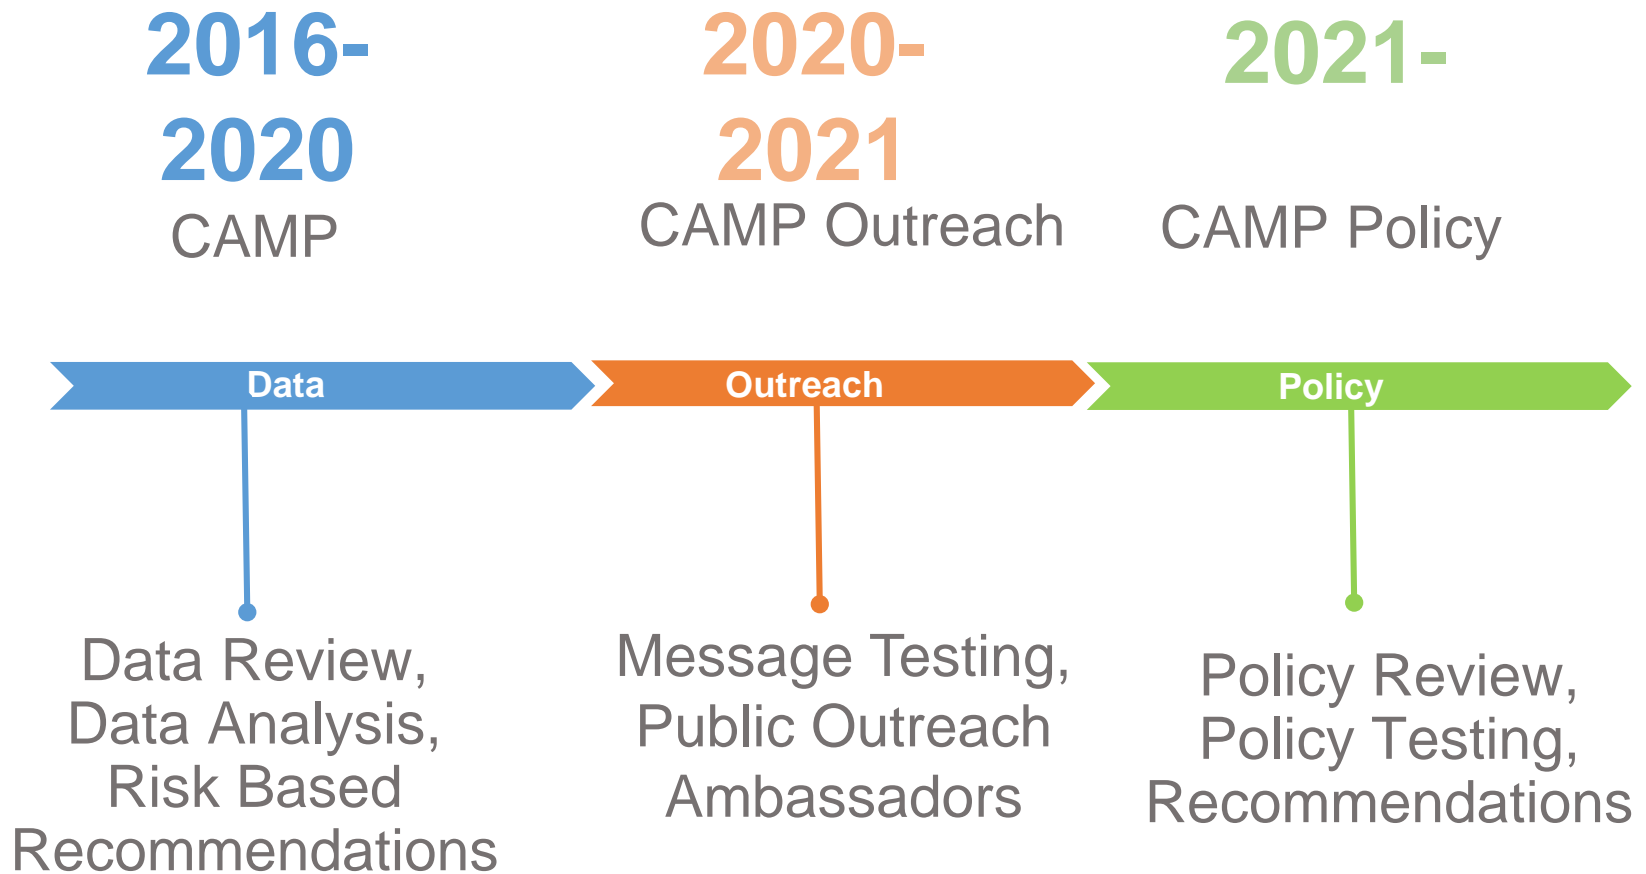 2016-
2020
CAMP
2020-
2021
CAMP Outreach
2021-
CAMP Policy
Data
Outreach
Policy
Data Review,
Data Analysis,
Risk Based
Recommendations
Message Testing,
Public Outreach
Ambassadors
Policy Review,
Policy Testing,
Recommendations